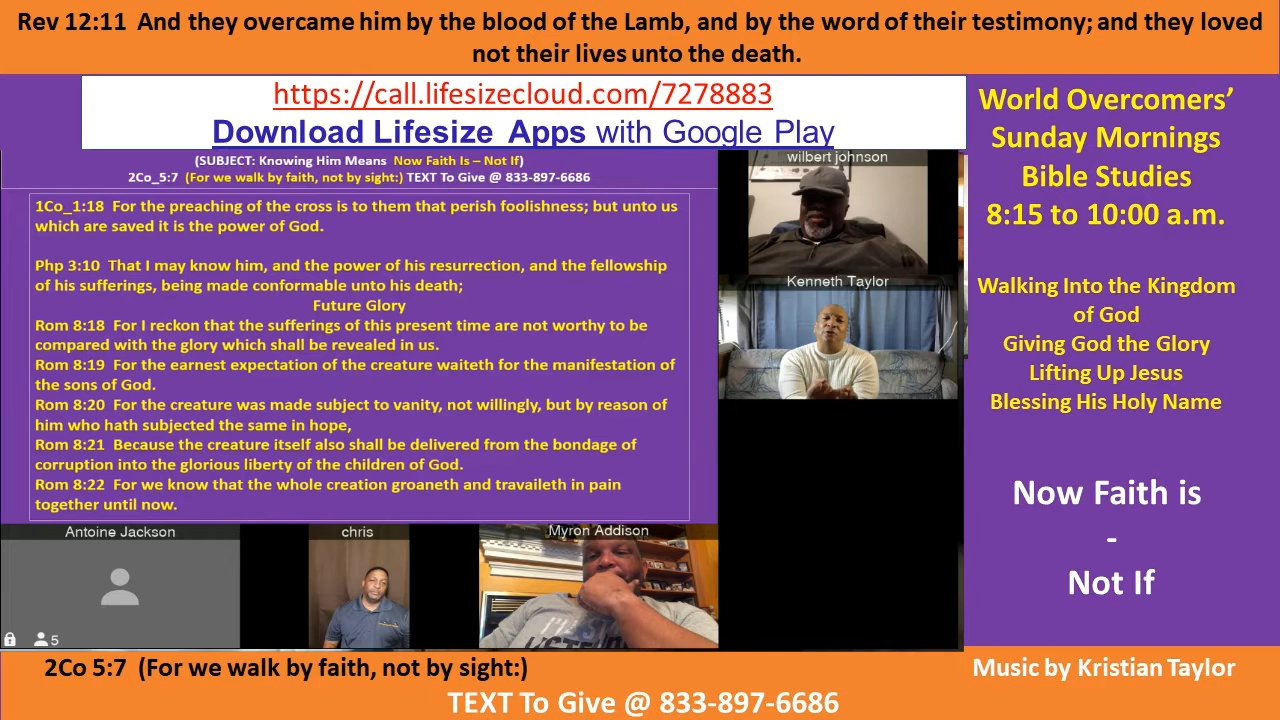 Rev 12:11 And they overcame him by the blood of the Lamb, and by the word of their testimony; and they loved
not their lives unto the death.
https://call.lifesizecloud.com/7278883
Download Lifesize Apps with Google Play
(SUBJECT: Knowing Him Means Now Faith Is – Not If)
2Co_5:7 (For we walk by faith, not by sight:) TEXT To Give @ 833-897-6686
1Co_1:18 For the preaching of the cross is to them that perish foolishness; but unto us
which are saved it is the power of God.
Php 3:10 That I may know him, and the power of his resurrection, and the fellowship
of his sufferings, being made conformable unto his death;
Future Glory
Rom 8:18 For I reckon that the sufferings of this present time are not worthy to be
compared with the glory which shall be revealed in us.
Rom 8:19 For the earnest expectation of the creature waiteth for the manifestation of
the sons of God.
Rom 8:20 For the creature was made subject to vanity, not willingly, but by reason of
him who hath subjected the same in hope,
Rom 8:21 Because the creature itself also shall be delivered from the bondage of
corruption into the glorious liberty of the children of God.
Rom 8:22 For we know that the whole creation groaneth and travaileth in pain
together until now.
wilbert johnson
Kenneth Taylor
Antoine Jackson
chris
Myron Addison
5
World Overcomers’
Sunday Mornings
Bible Studies
8:15 to 10:00 a.m.
Walking Into the Kingdom
of God
Giving God the Glory
Lifting Up Jesus
Blessing His Holy Name
Now Faith is
-
Not If
2Co 5:7 (For we walk by faith, not by sight:)
Music by Kristian Taylor
TEXT To Give @ 833-897-6686